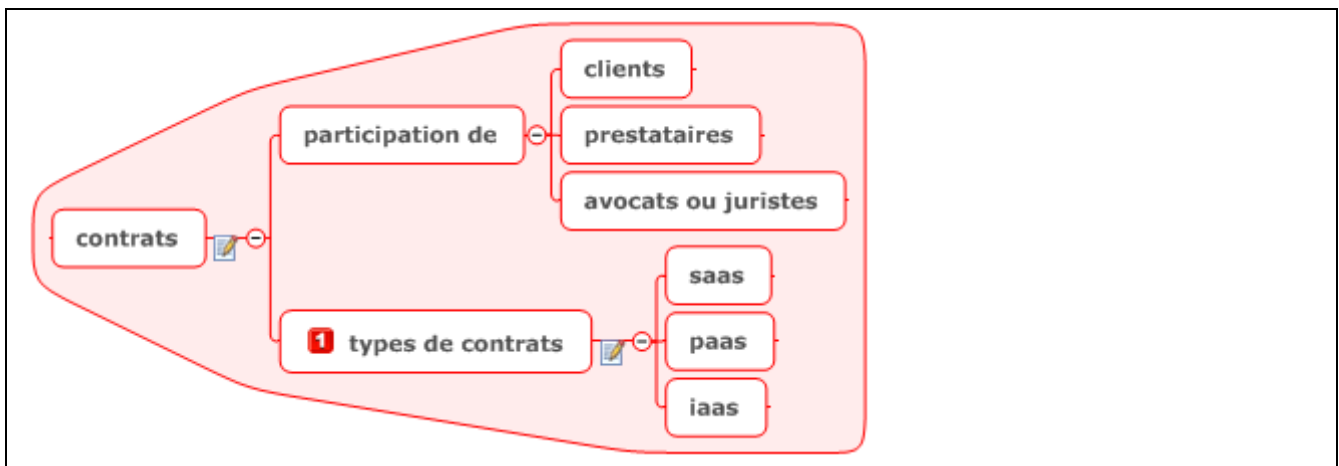 contrats
participation de
clients
prestataires
avocats ou juristes
1 types de contrats
saas
paas
iaas